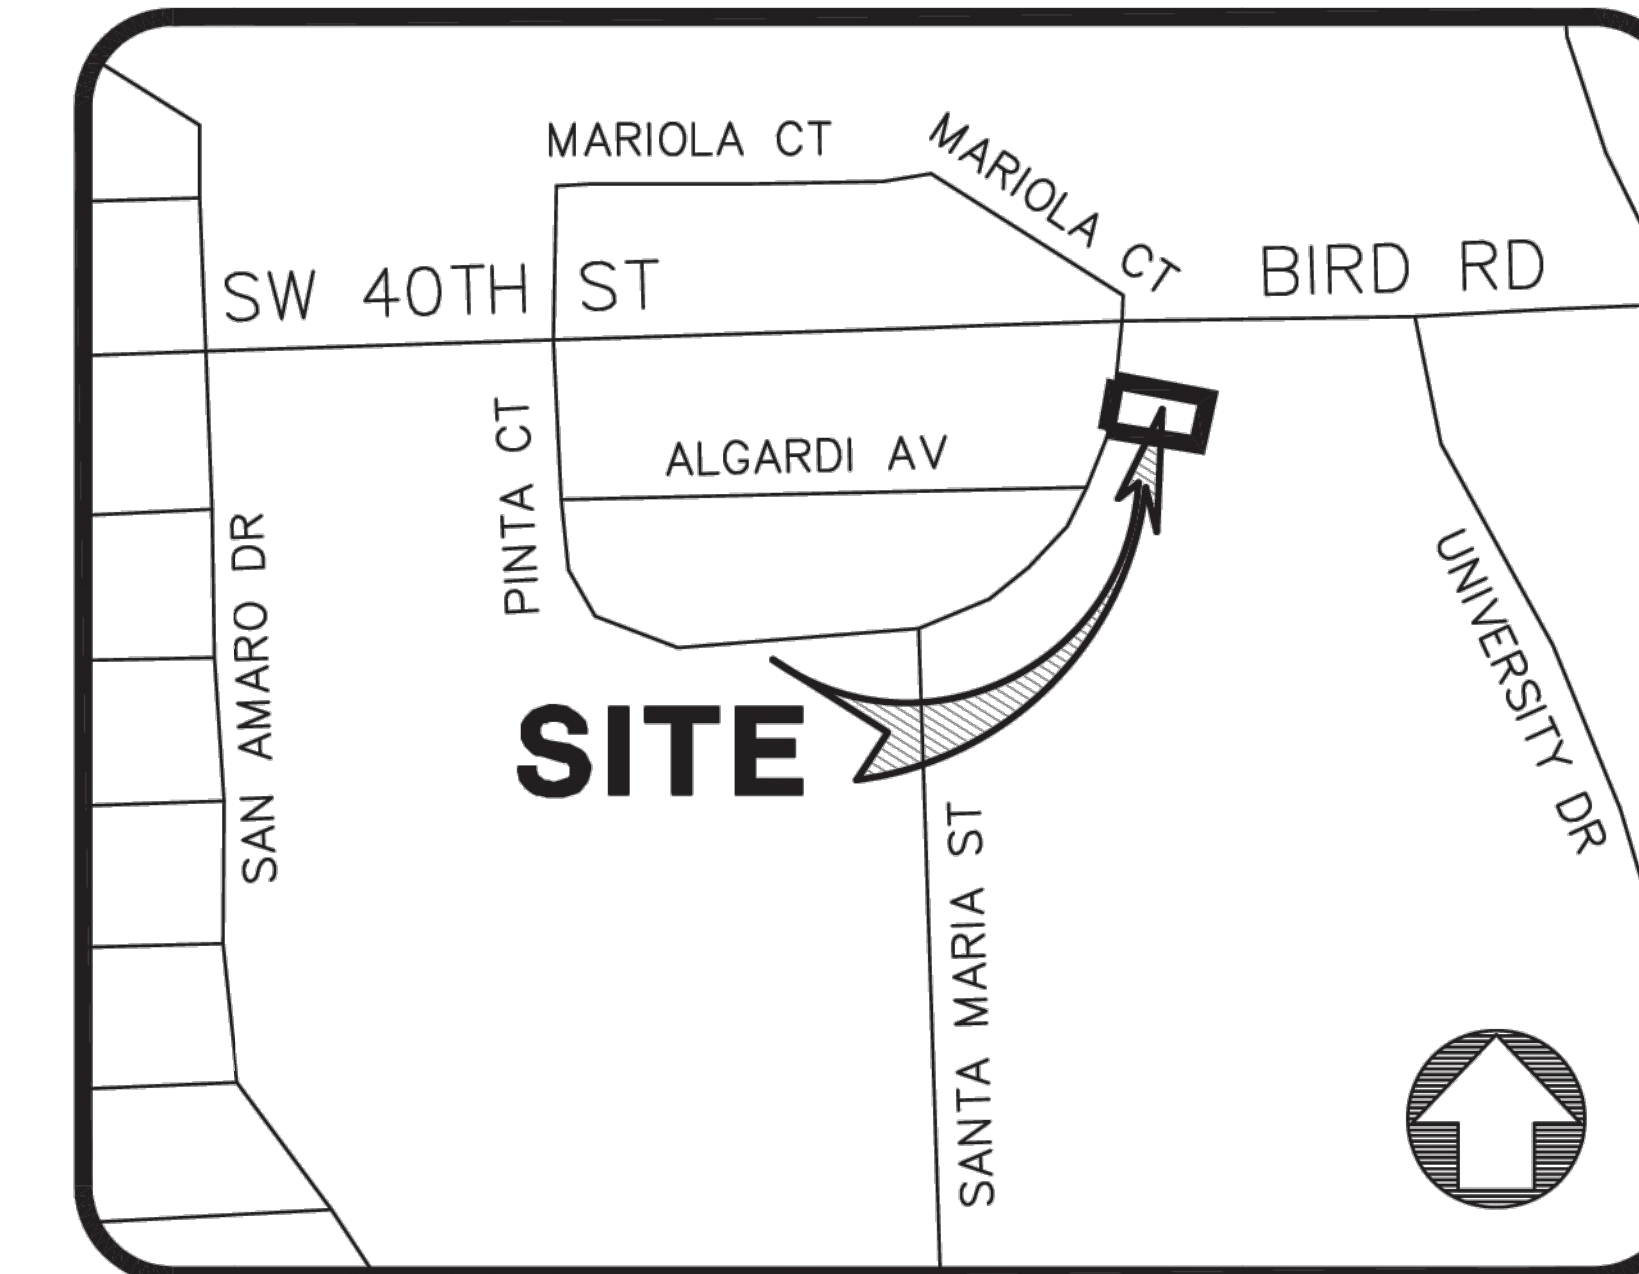 MARIOLA CT
MARIOLA CT
SW 40TH ST
BIRD RD
PINTA CT
ALGARDI AV
SAN AMARO DR
UNIVERSITY DR
SITE
SANTA MARIA ST